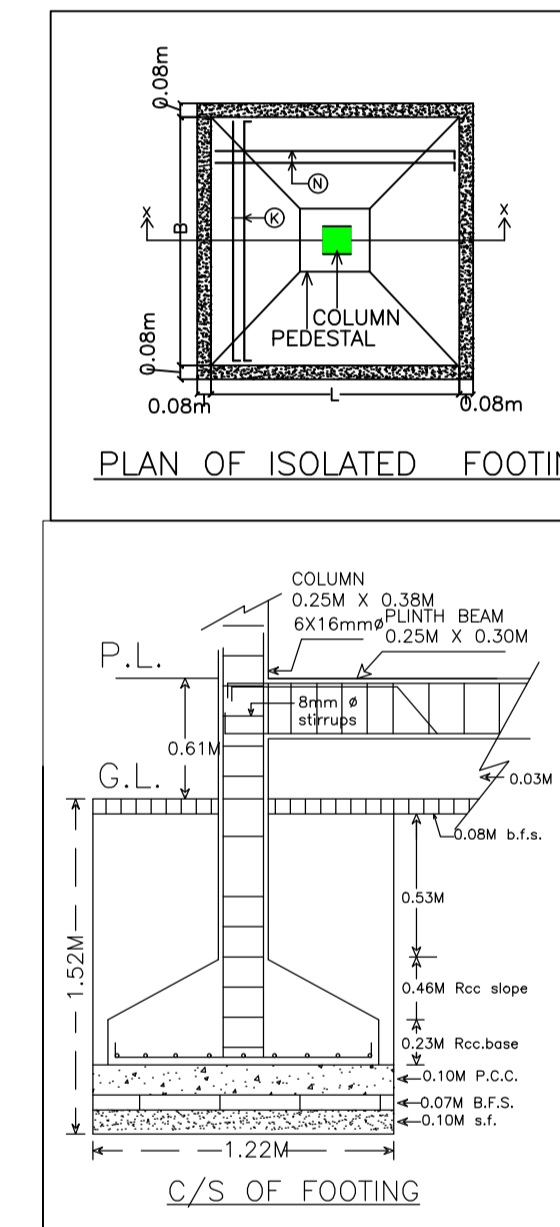 0.08m
N
K
x
x
B
COLUMN
PEDESTAL
0.08m
0.08m
L
0.08m
PLAN OF ISOLATED FOOTIN
COLUMN
0.25M X 0.38M
6X16mmø
PLINTH BEAM
0.25M X 0.30M
P.L.
8mm ø
stirrups
0.61M
G.L.
0.03M
0.08M b.f.s.
0.53M
1.52M
0.46M Rcc slope
0.23M Rcc.base
0.10M P.C.C.
0.07M B.F.S.
0.10M s.f.
1.22M
C/S OF FOOTING